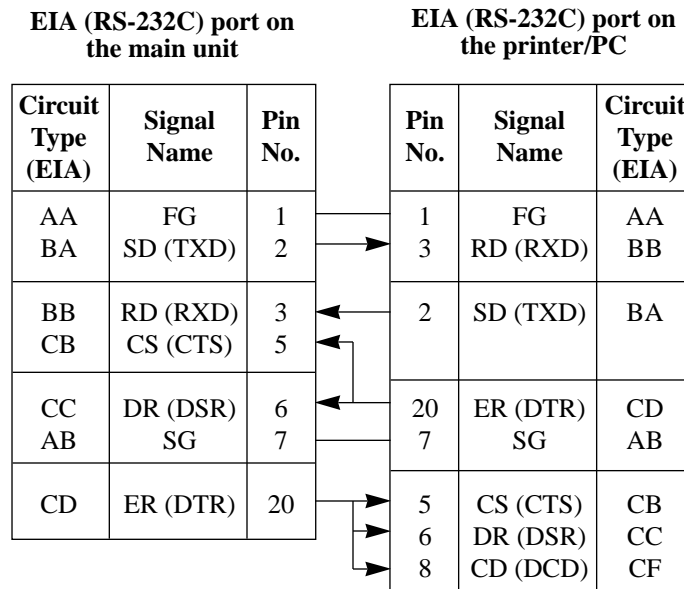 EIA (RS-232C) port on
the main unit
EIA (RS-232C) port on
the printer/PC
Circuit Type (EIA) Signal Name Pin No.
AA FG 1
BA SD (TXD) 2
BB RD (RXD) 3
CB CS (CTS) 5
CC DR (DSR) 6
AB SG 7
CD ER (DTR) 20
Pin No. Signal Name Circuit Type (EIA)
1 FG AA
3 RD (RXD) BB
2 SD (TXD) BA
20 ER (DTR) CD
7 SG AB
5 CS (CTS) CB
6 DR (DSR) CC
8 CD (DCD) CF